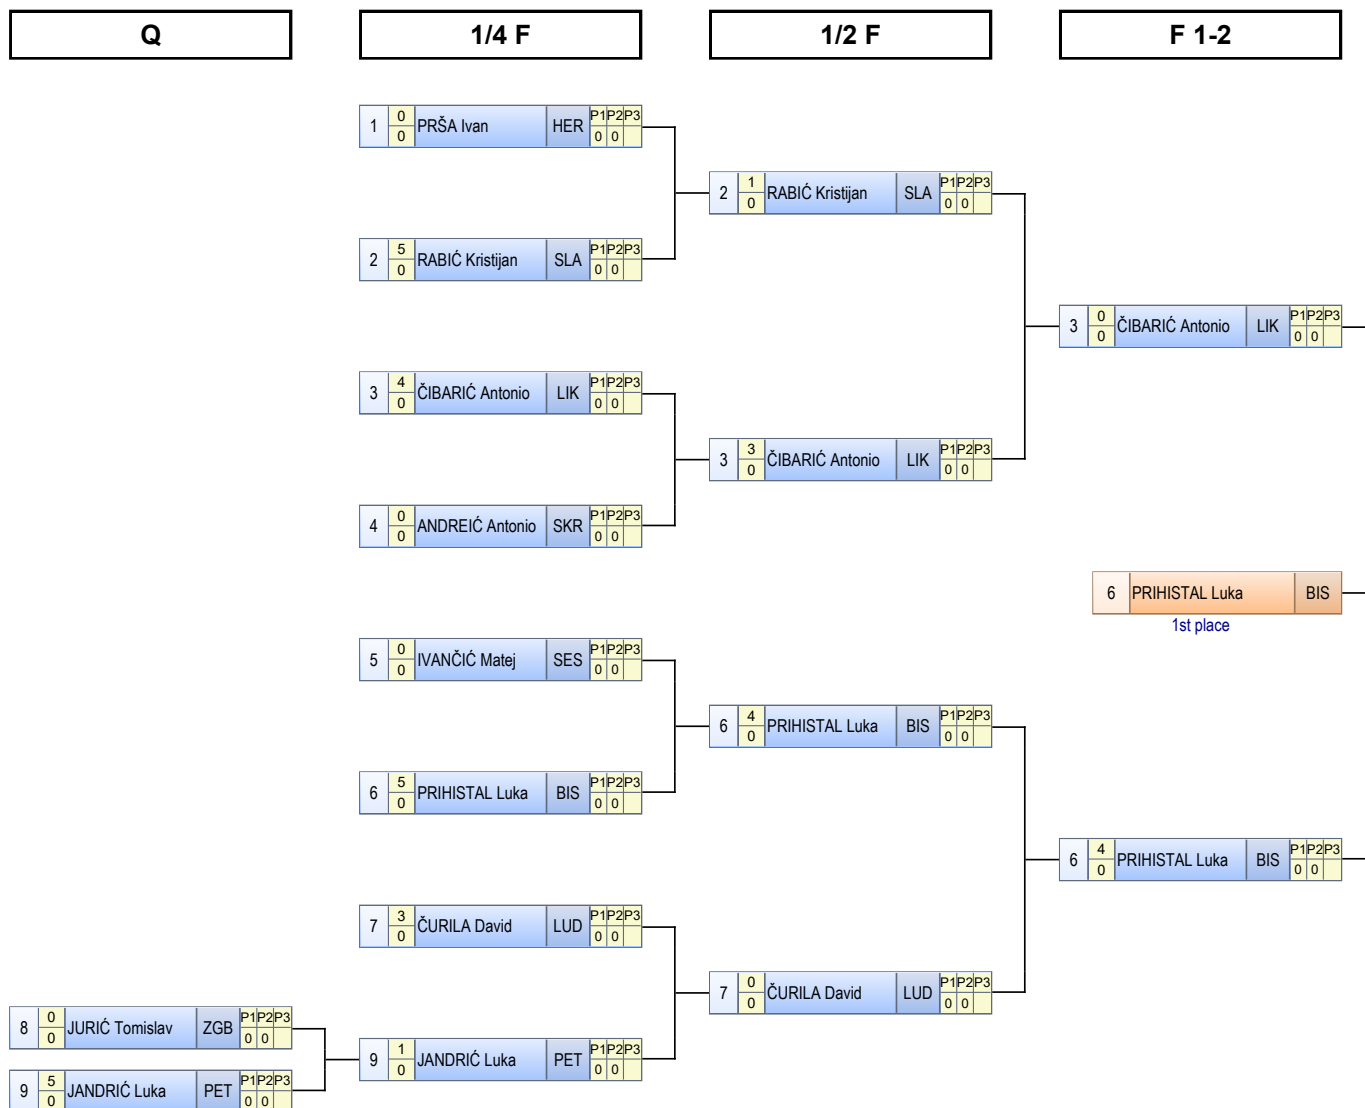 Q 1/4 F 1/2 F F 1-2
1 0 PRŠA Ivan HER P1 P2 P3
0 0 0
2 1 RABIĆ Kristijan SLA P1 P2 P3
0 0 0
2 5 RABIĆ Kristijan SLA P1 P2 P3
0 0 0
3 0 ČIBARIĆ Antonio LIK P1 P2 P3
0 0 0
3 4 ČIBARIĆ Antonio LIK P1 P2 P3
0 0 0
3 3 ČIBARIĆ Antonio LIK P1 P2 P3
0 0 0
4 0 ANDREIĆ Antonio SKR P1 P2 P3
0 0 0
6 PRIHISTAL Luka BIS
1st place
5 0 IVANČIĆ Matej SES P1 P2 P3
0 0 0
6 4 PRIHISTAL Luka BIS P1 P2 P3
0 0 0
6 5 PRIHISTAL Luka BIS P1 P2 P3
0 0 0
6 4 PRIHISTAL Luka BIS P1 P2 P3
0 0 0
7 3 ČURILA David LUD P1 P2 P3
0 0 0
7 0 ČURILA David LUD P1 P2 P3
0 0 0
8 0 JURIĆ Tomislav ZGB P1 P2 P3
0 0 0
9 1 JANDRIĆ Luka PET P1 P2 P3
0 0 0
9 5 JANDRIĆ Luka PET P1 P2 P3
0 0 0